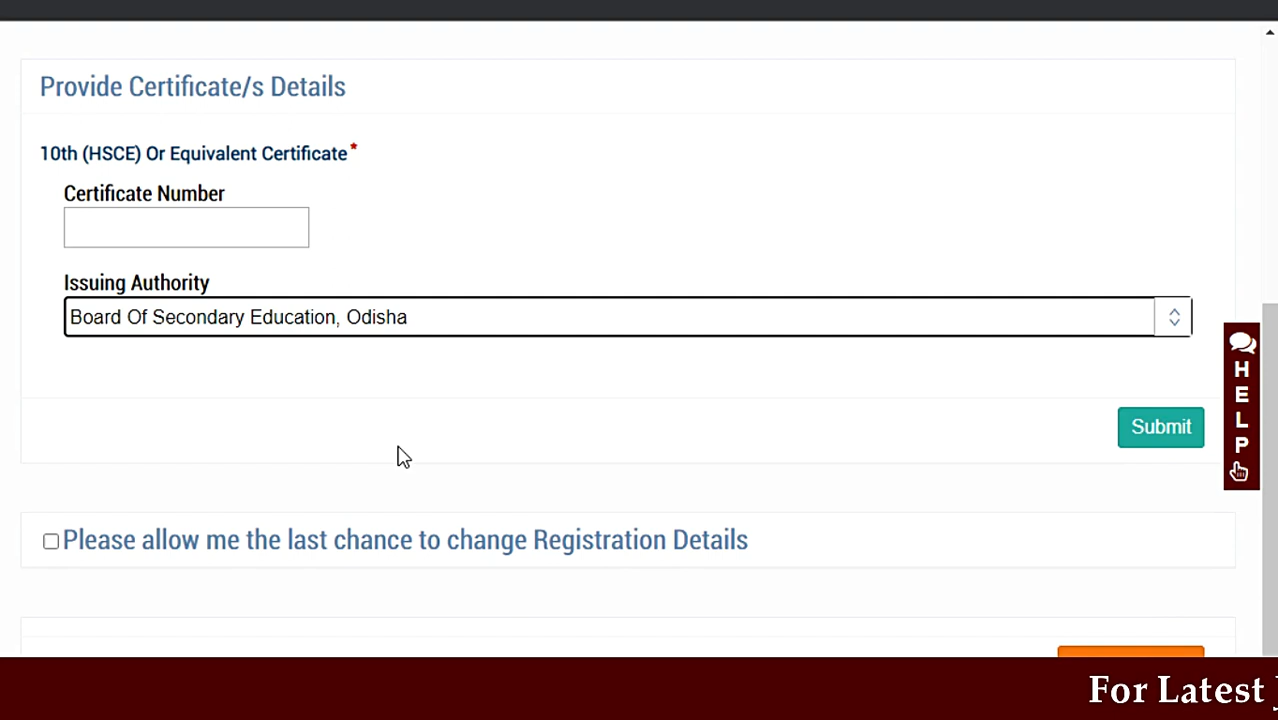 Provide Certificate/s Details
10th (HSCE) Or Equivalent Certificate*
Certificate Number
Issuing Authority
Board Of Secondary Education, Odisha
Submit
HELP
Please allow me the last chance to change Registration Details
For Latest